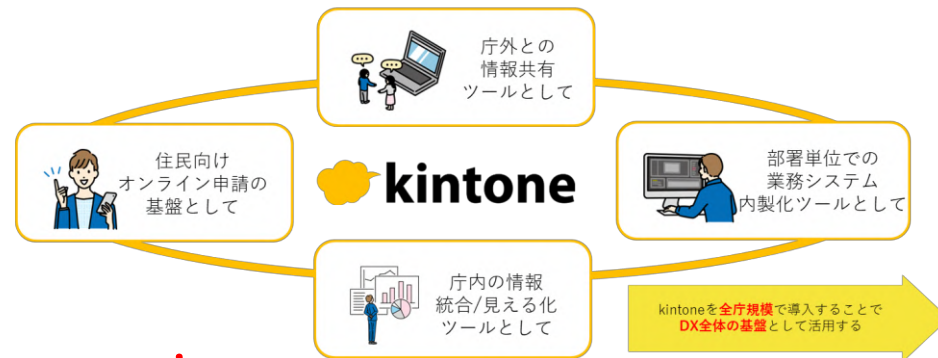 庁外との
情報共有
ツールとして
住民向け
オンライン申請の
基盤として
kintone
部署単位での
業務システム
内製化ツールとして
庁内の情報
統合/見える化
ツールとして
kintoneを全庁規模で導入することで
DX全体の基盤として活用する